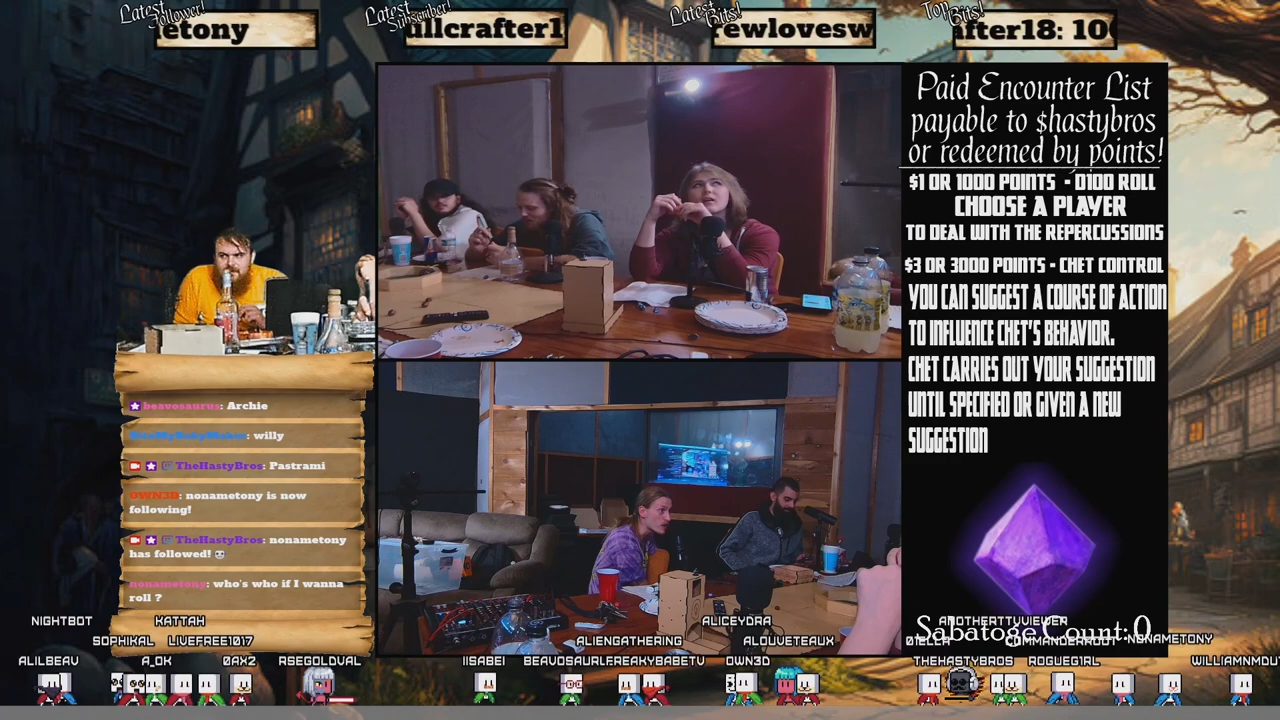 Latest Follower!
etony
Latest Subscriber!
ullcrafter1
Latest Bits!
rewlovesw
Top Bits!
after18: 10
Paid Encounter List
payable to $hastybros
or redeemed by points!
$1 OR 1000 POINTS - D100 ROLL
CHOOSE A PLAYER
TO DEAL WITH THE REPERCUSSIONS
$3 OR 3000 POINTS - CHET CONTROL
YOU CAN SUGGEST A COURSE OF ACTION
TO INFLUENCE CHET'S BEHAVIOR.
CHET CARRIES OUT YOUR SUGGESTION
UNTIL SPECIFIED OR GIVEN A NEW
SUGGESTION
Sabatoge Count: 0
beavosaurus: Archie
willy
TheHastyBros: Pastrami
OWN3D: nonametony is now
following!
TheHastyBros: nonametony
has followed!
nonametony: who's who if I wanna
roll ?
NIGHTBOT
KATTAH
ALICEYDRA
ANOTHERTTVVIEWER
SOPHIKAL
LIVEFREE1017
ALIENGATHERING
ALOUVETEAUX
COMMANDERROOT
NONAMETONY
ALILBEAV
A_OK
0AX2
RSEGOLDVAL
IISABEI
OWN3D
THEHASTYBROS
ROGUEG1RL